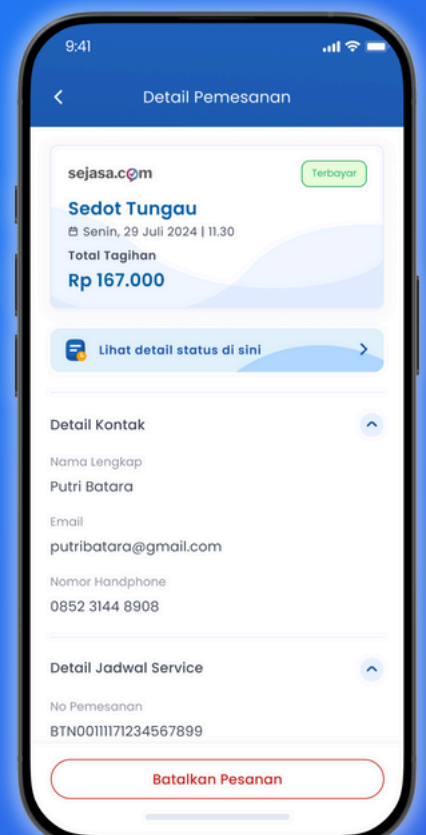 9:41
Detail Pemesanan
sejasa.com
Terbayar
Sedot Tungau
Senin, 29 Juli 2024 | 11.30
Total Tagihan
Rp 167.000
Lihat detail status di sini
Detail Kontak
Nama Lengkap
Putri Batara
Email
putribatara@gmail.com
Nomor Handphone
0852 3144 8908
Detail Jadwal Service
No Pemesanan
BTN00111171234567899
Batalkan Pesanan